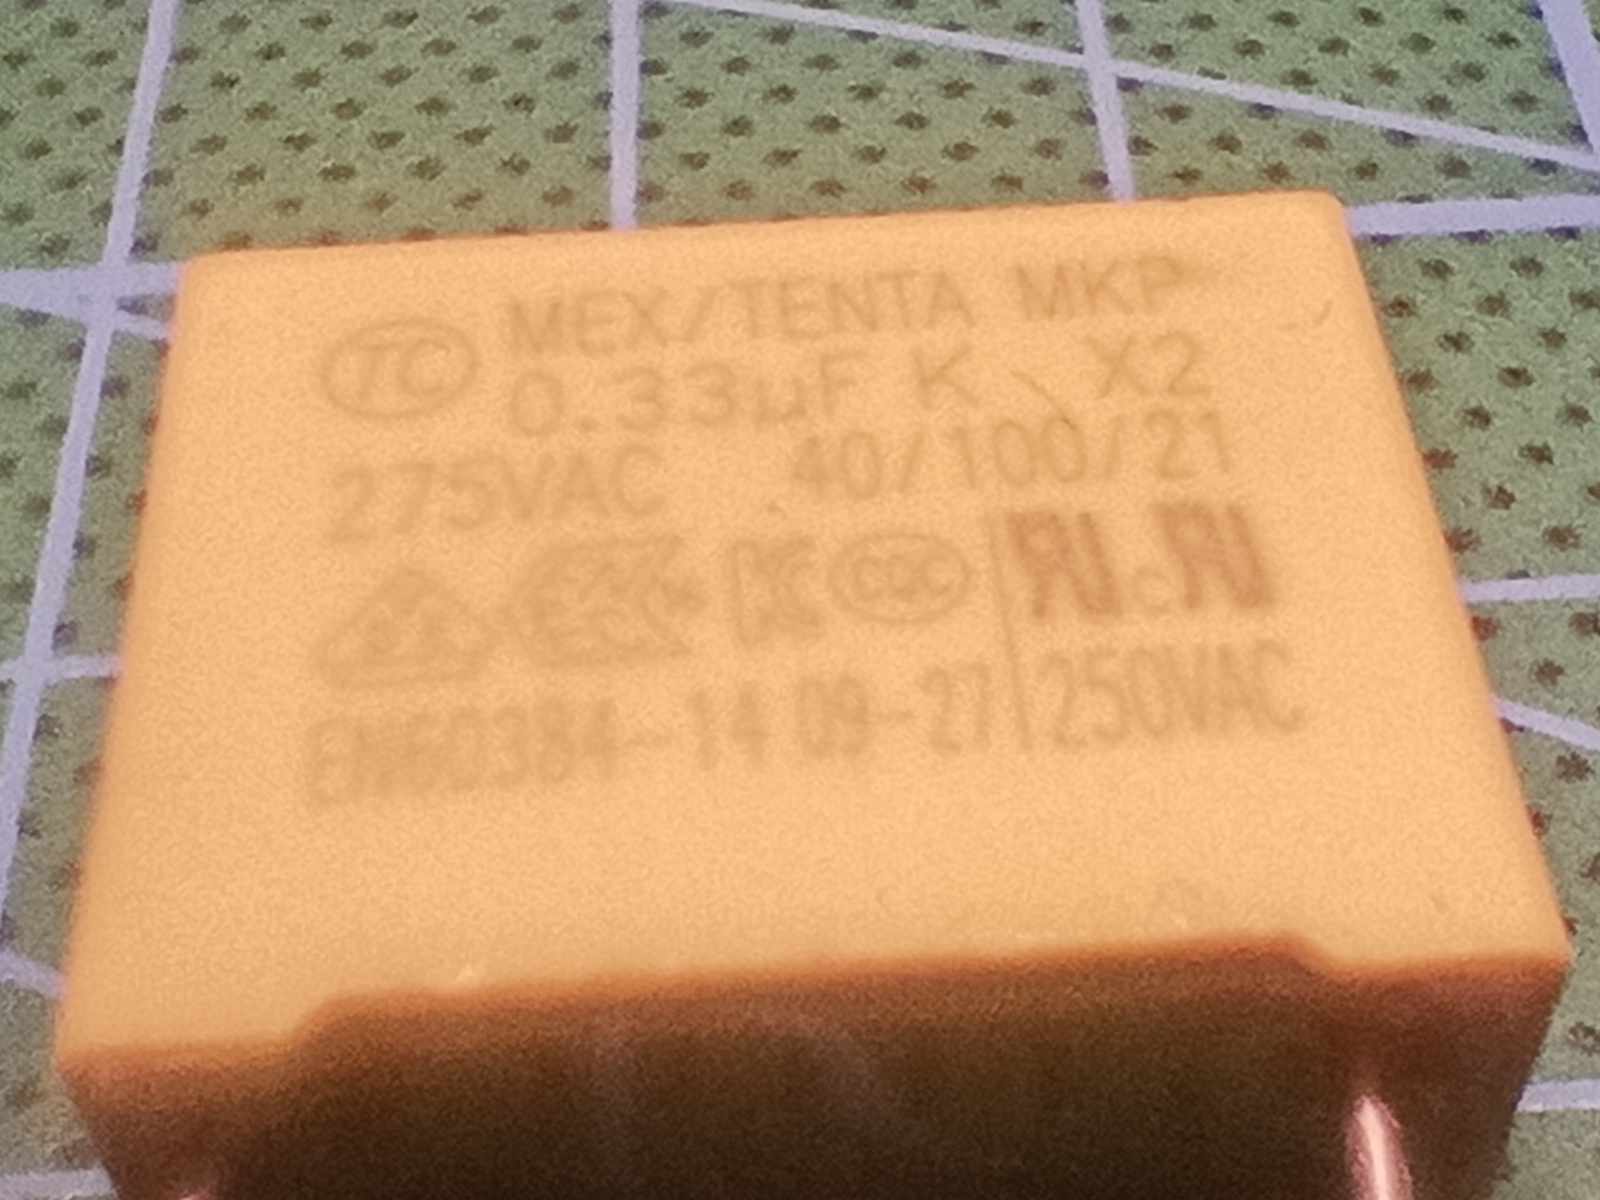 TC MEX/TENTA MKP
0.33µF K X2
275VAC 40/100/21
CQC
EN60384-14 09-27 250VAC